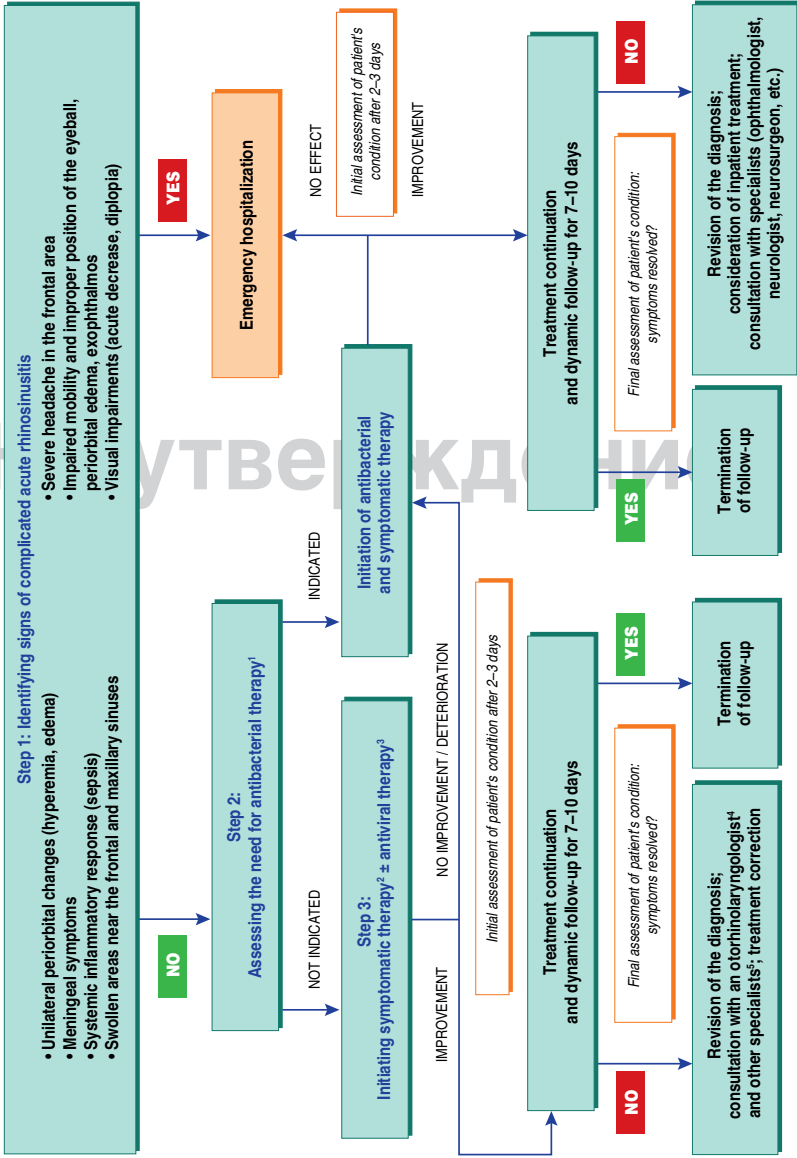 Step 1: Identifying signs of complicated acute rhinosinusitis
• Unilateral periorbital changes (hyperemia, edema)
• Meningeal symptoms
• Systemic inflammatory response (sepsis)
• Swollen areas near the frontal and maxillary sinuses
• Severe headache in the frontal area
• Impaired mobility and improper position of the eyeball,
periorbital edema, exophthalmos
• Visual impairments (acute decrease, diplopia)
NO
YES
Step 2:
Assessing the need for antibacterial therapy¹
Emergency hospitalization
NOT INDICATED
INDICATED
NO EFFECT
Initial assessment of patient's
condition after 2–3 days
IMPROVEMENT
Step 3:
Initiating symptomatic therapy² ± antiviral therapy³
Initiation of antibacterial
and symptomatic therapy
IMPROVEMENT
NO IMPROVEMENT / DETERIORATION
Initial assessment of patient's condition after 2–3 days
Treatment continuation
and dynamic follow-up for 7–10 days
Treatment continuation
and dynamic follow-up for 7–10 days
NO
Final assessment of patient's condition:
symptoms resolved?
YES
YES
Final assessment of patient's condition:
symptoms resolved?
NO
Revision of the diagnosis;
consultation with an otorhinolaryngologist⁴
and other specialists⁵; treatment correction
Termination
of follow-up
Termination
of follow-up
Revision of the diagnosis;
consideration of inpatient treatment;
consultation with specialists (ophthalmologist,
neurologist, neurosurgeon, etc.)